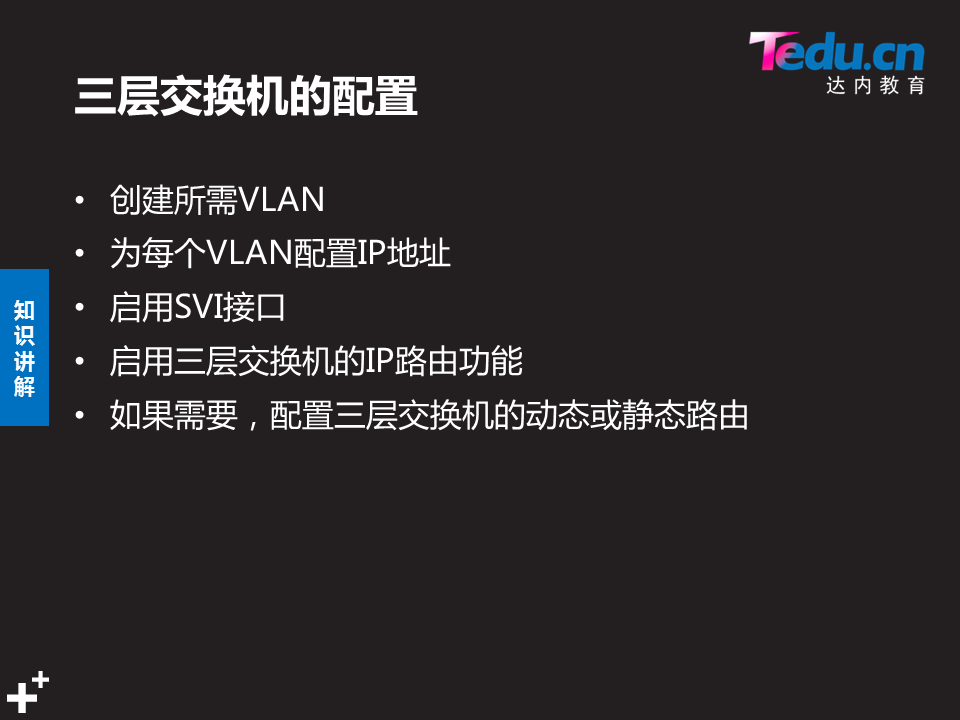 Tedu.cn
达内教育
三层交换机的配置
• 创建所需VLAN
• 为每个VLAN配置IP地址
• 启用SVI接口
• 启用三层交换机的IP路由功能
• 如果需要，配置三层交换机的动态或静态路由
知
识
讲
解